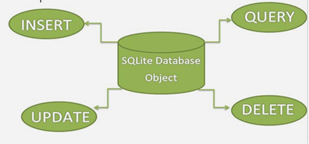 INSERT
QUERY
SQLite Database
Object
UPDATE
DELETE